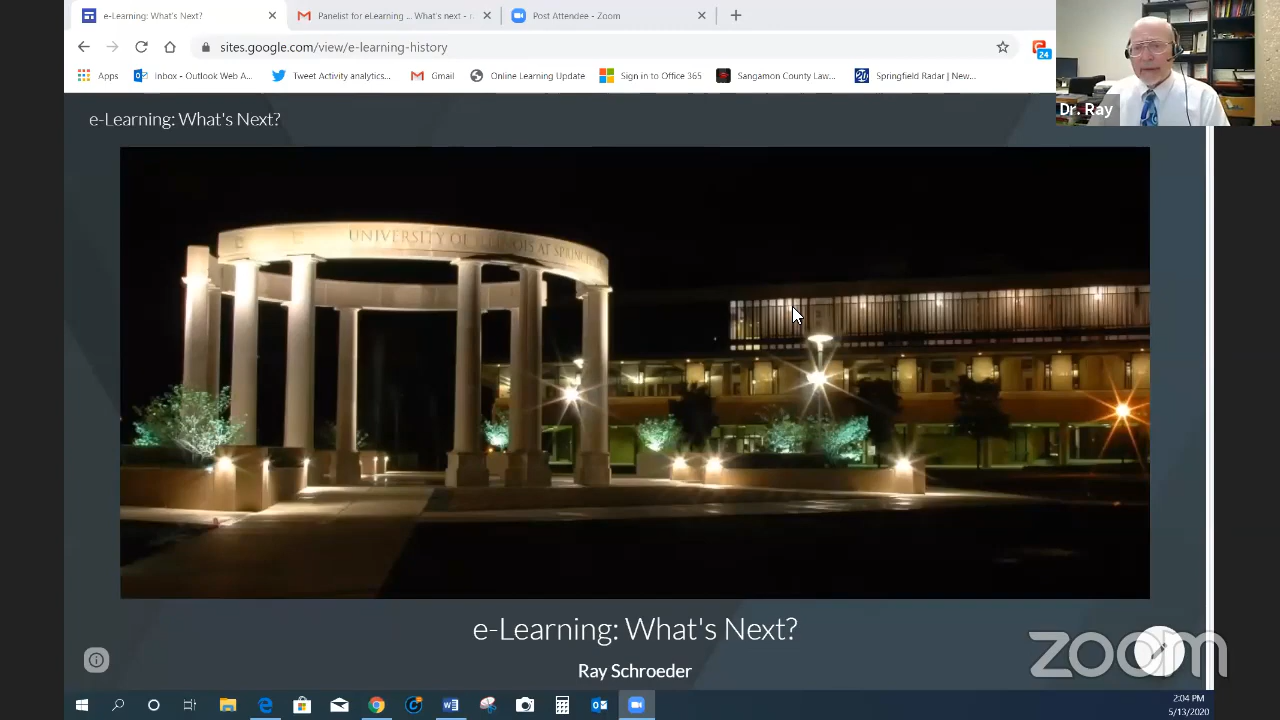 e-Learning: What's Next?
Panelist for eLearning ... What's next -
Post Attendee - Zoom
sites.google.com/view/e-learning-history
24
Apps
Inbox - Outlook Web A...
Tweet Activity analytics...
Gmail
Online Learning Update
Sign in to Office 365
Sangamon County Law...
20
Springfield Radar | New...
Dr. Ray
e-Learning: What's Next?
UNIVERSITY OF ILLINOIS AT SPRING
e-Learning: What's Next?
Ray Schroeder
zoom
2:04 PM
5/13/2020